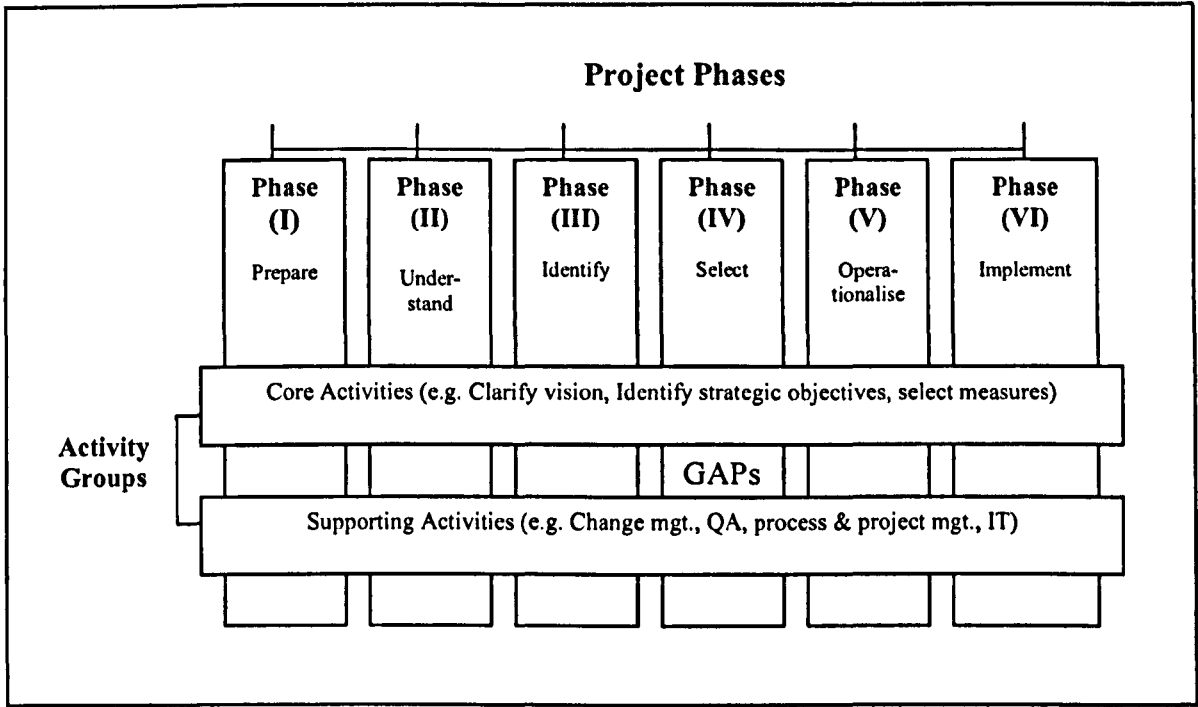 Project Phases
Phase
(I)
Prepare
Phase
(II)
Under-
stand
Phase
(III)
Identify
Phase
(IV)
Select
Phase
(V)
Opera-
tionalise
Phase
(VI)
Implement
Core Activities (e.g. Clarify vision, Identify strategic objectives, select measures)
Activity
Groups
GAPs
Supporting Activities (e.g. Change mgt., QA, process & project mgt., IT)